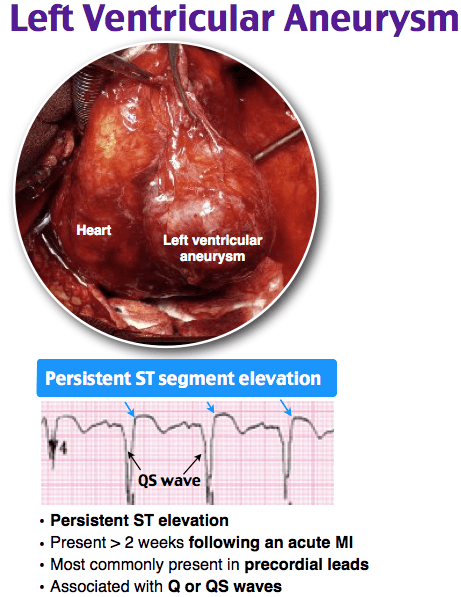 Left Ventricular Aneurysm
Heart
Left ventricular
aneurysm
Persistent ST segment elevation
4
QS wave
• Persistent ST elevation
• Present > 2 weeks following an acute MI
• Most commonly present in precordial leads
• Associated with Q or QS waves